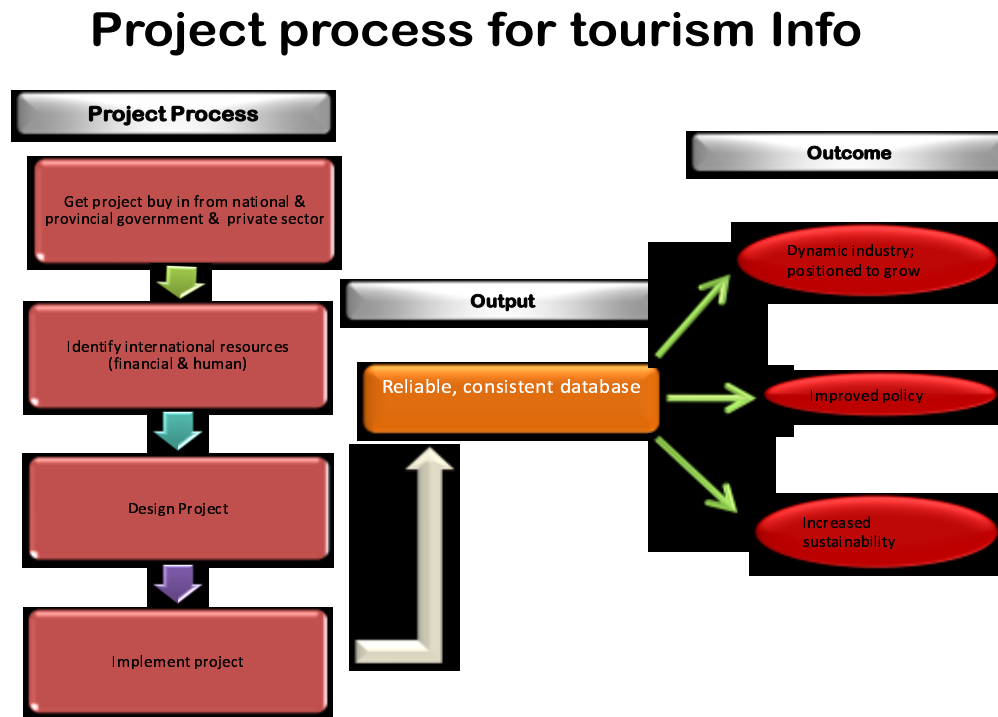 Project process for tourism Info
Project Process
Get project buy in from national &
provincial government & private sector
Identify international resources
(financial & human)
Design Project
Implement project
Output
Reliable, consistent database
Outcome
Dynamic industry;
positioned to grow
Improved policy
Increased
sustainability